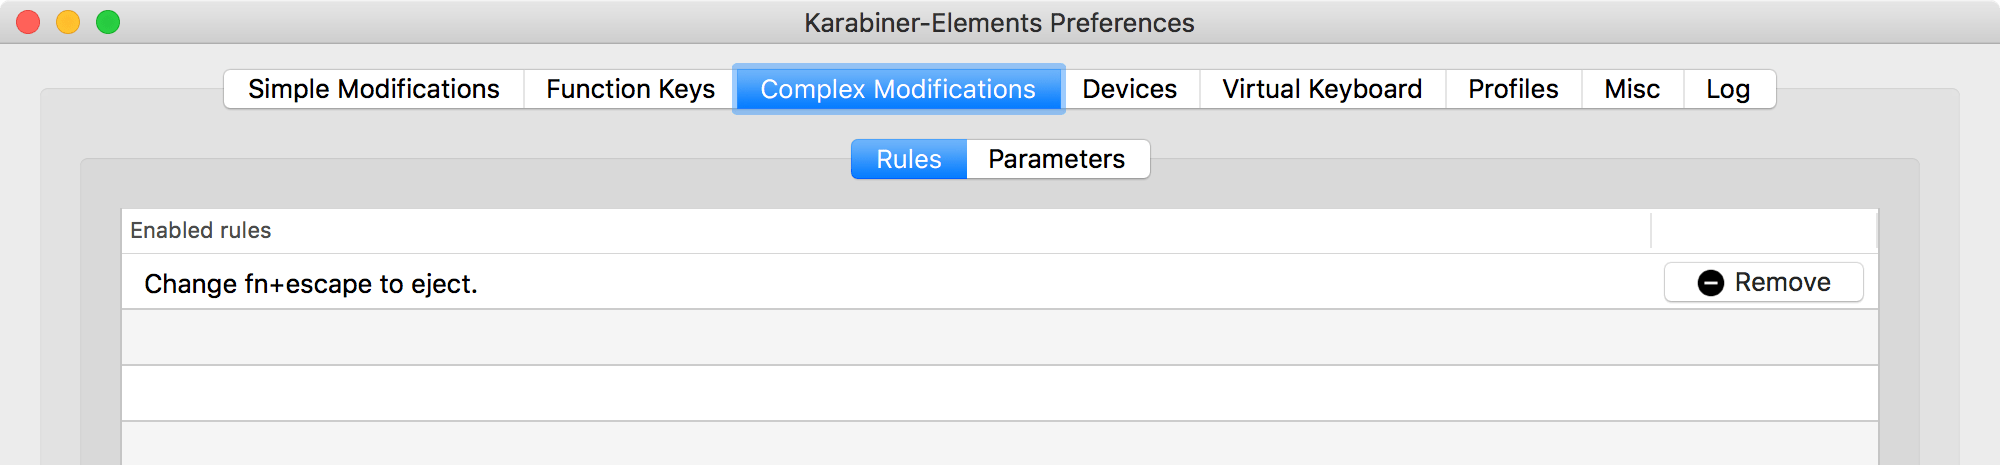 Karabiner-Elements Preferences
Simple Modifications Function Keys Complex Modifications Devices Virtual Keyboard Profiles Misc Log
Rules Parameters
Enabled rules
Change fn+escape to eject. Remove